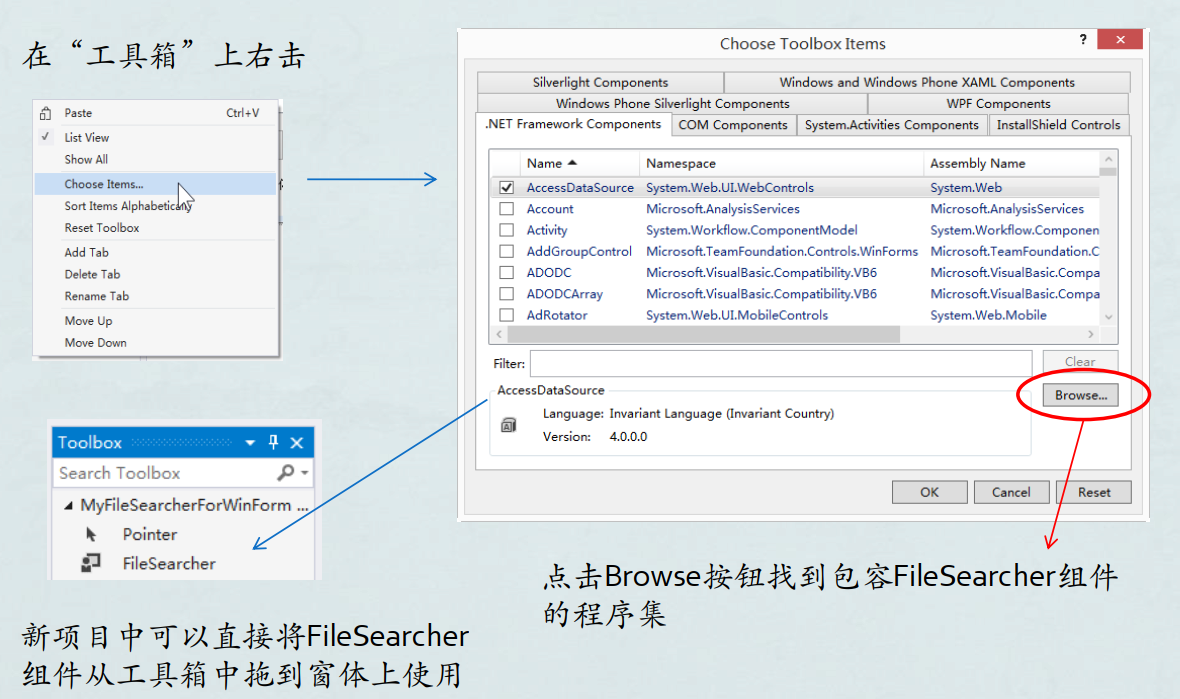 在“工具箱”上右击
Paste Ctrl+V
List View
Show All
Choose Items...
Sort Items Alphabetically
Reset Toolbox
Add Tab
Delete Tab
Rename Tab
Move Up
Move Down
Choose Toolbox Items
Silverlight Components Windows and Windows Phone XAML Components
Windows Phone Silverlight Components WPF Components
.NET Framework Components COM Components System.Activities Components InstallShield Controls
Name Namespace Assembly Name
AccessDataSource System.Web.UI.WebControls System.Web
Account Microsoft.AnalysisServices Microsoft.AnalysisServices
Activity System.Workflow.ComponentModel System.Workflow.Componen
AddGroupControl Microsoft.TeamFoundation.Controls.WinForms Microsoft.TeamFoundation.C
ADODC Microsoft.VisualBasic.Compatibility.VB6 Microsoft.VisualBasic.Compa
ADODCArray Microsoft.VisualBasic.Compatibility.VB6 Microsoft.VisualBasic.Compa
AdRotator System.Web.UI.MobileControls System.Web.Mobile
Filter: Clear
AccessDataSource Browse...
Language: Invariant Language (Invariant Country)
Version: 4.0.0.0
OK Cancel Reset
Toolbox
Search Toolbox
MyFileSearcherForWinForm ...
Pointer
FileSearcher
点击Browse按钮找到包容FileSearcher组件
的程序集
新项目中可以直接将FileSearcher
组件从工具箱中拖到窗体上使用